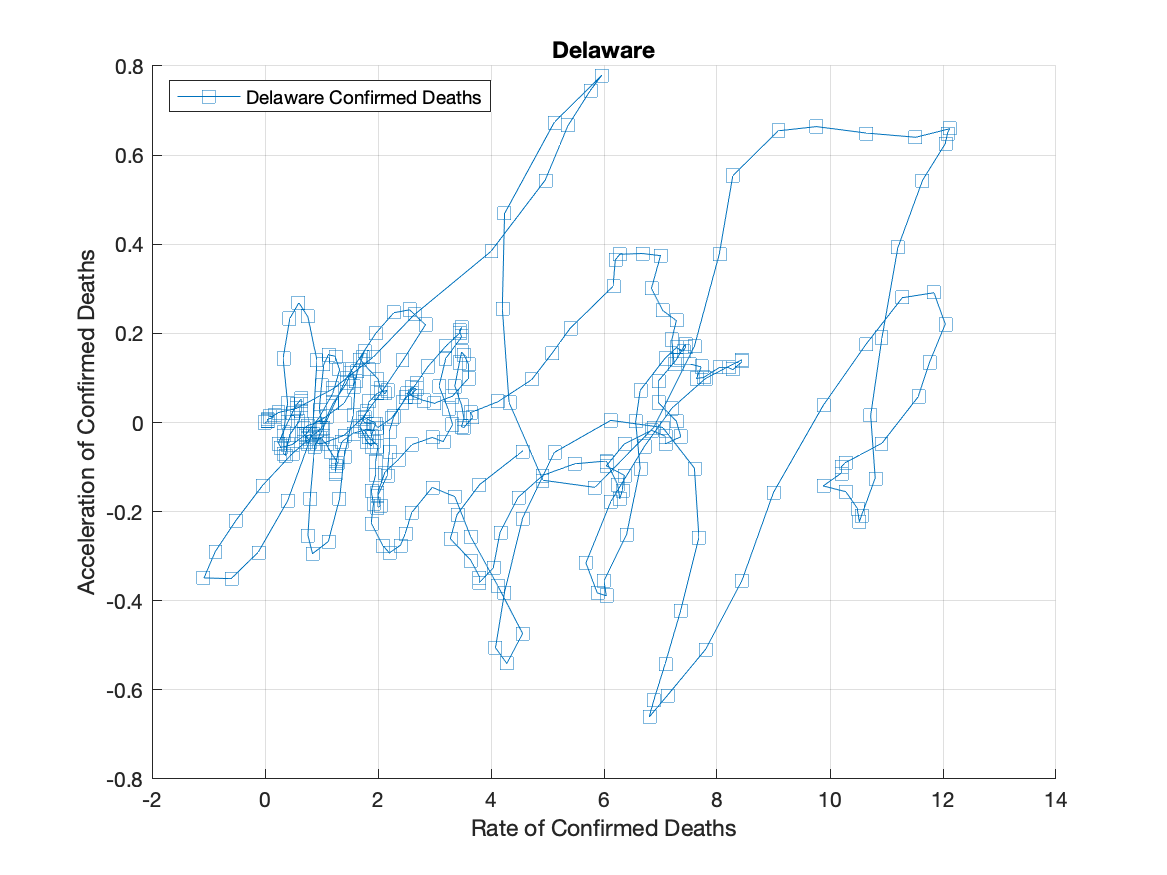 Delaware
Delaware Confirmed Deaths
0.8
0.6
0.4
0.2
0
-0.2
-0.4
-0.6
-0.8
Acceleration of Confirmed Deaths
-2 0 2 4 6 8 10 12 14
Rate of Confirmed Deaths